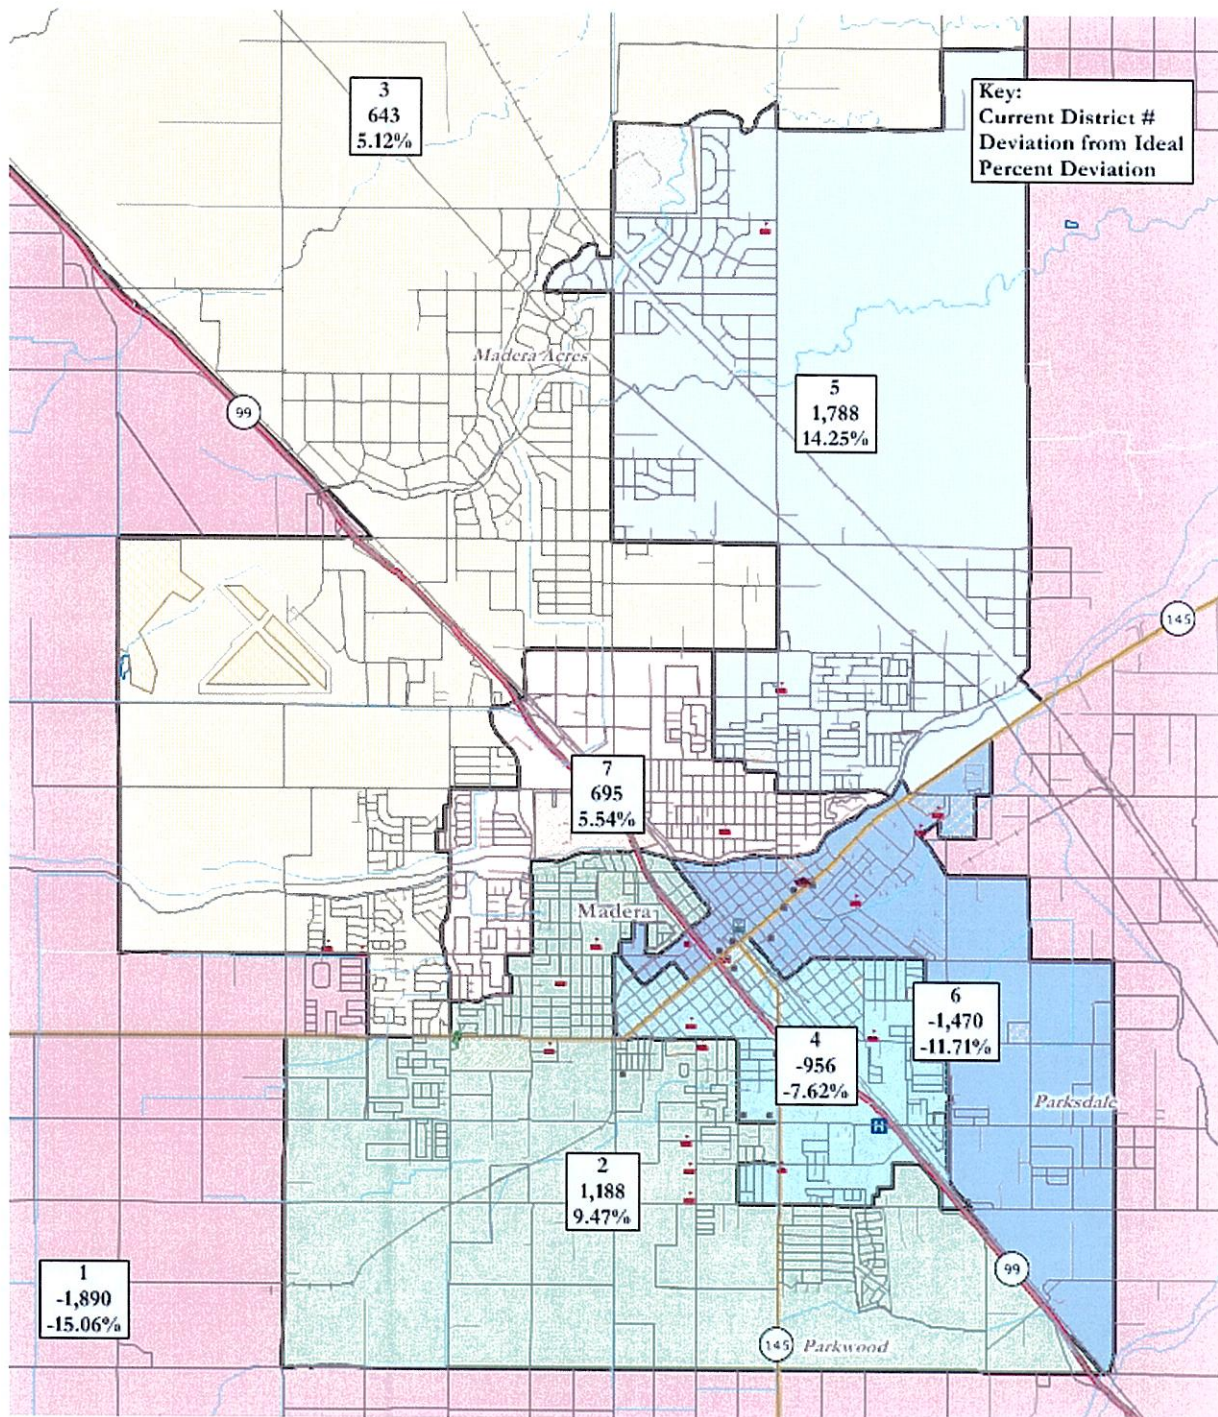 3
643
5.12%
Key:
Current District #
Deviation from Ideal
Percent Deviation
Madera Acres
99
5
1,788
14.25%
145
7
695
5.54%
Madera
6
-1,470
-11.71%
4
-956
-7.62%
Parksdale
H
2
1,188
9.47%
1
-1,890
-15.06%
99
145
Parkwood